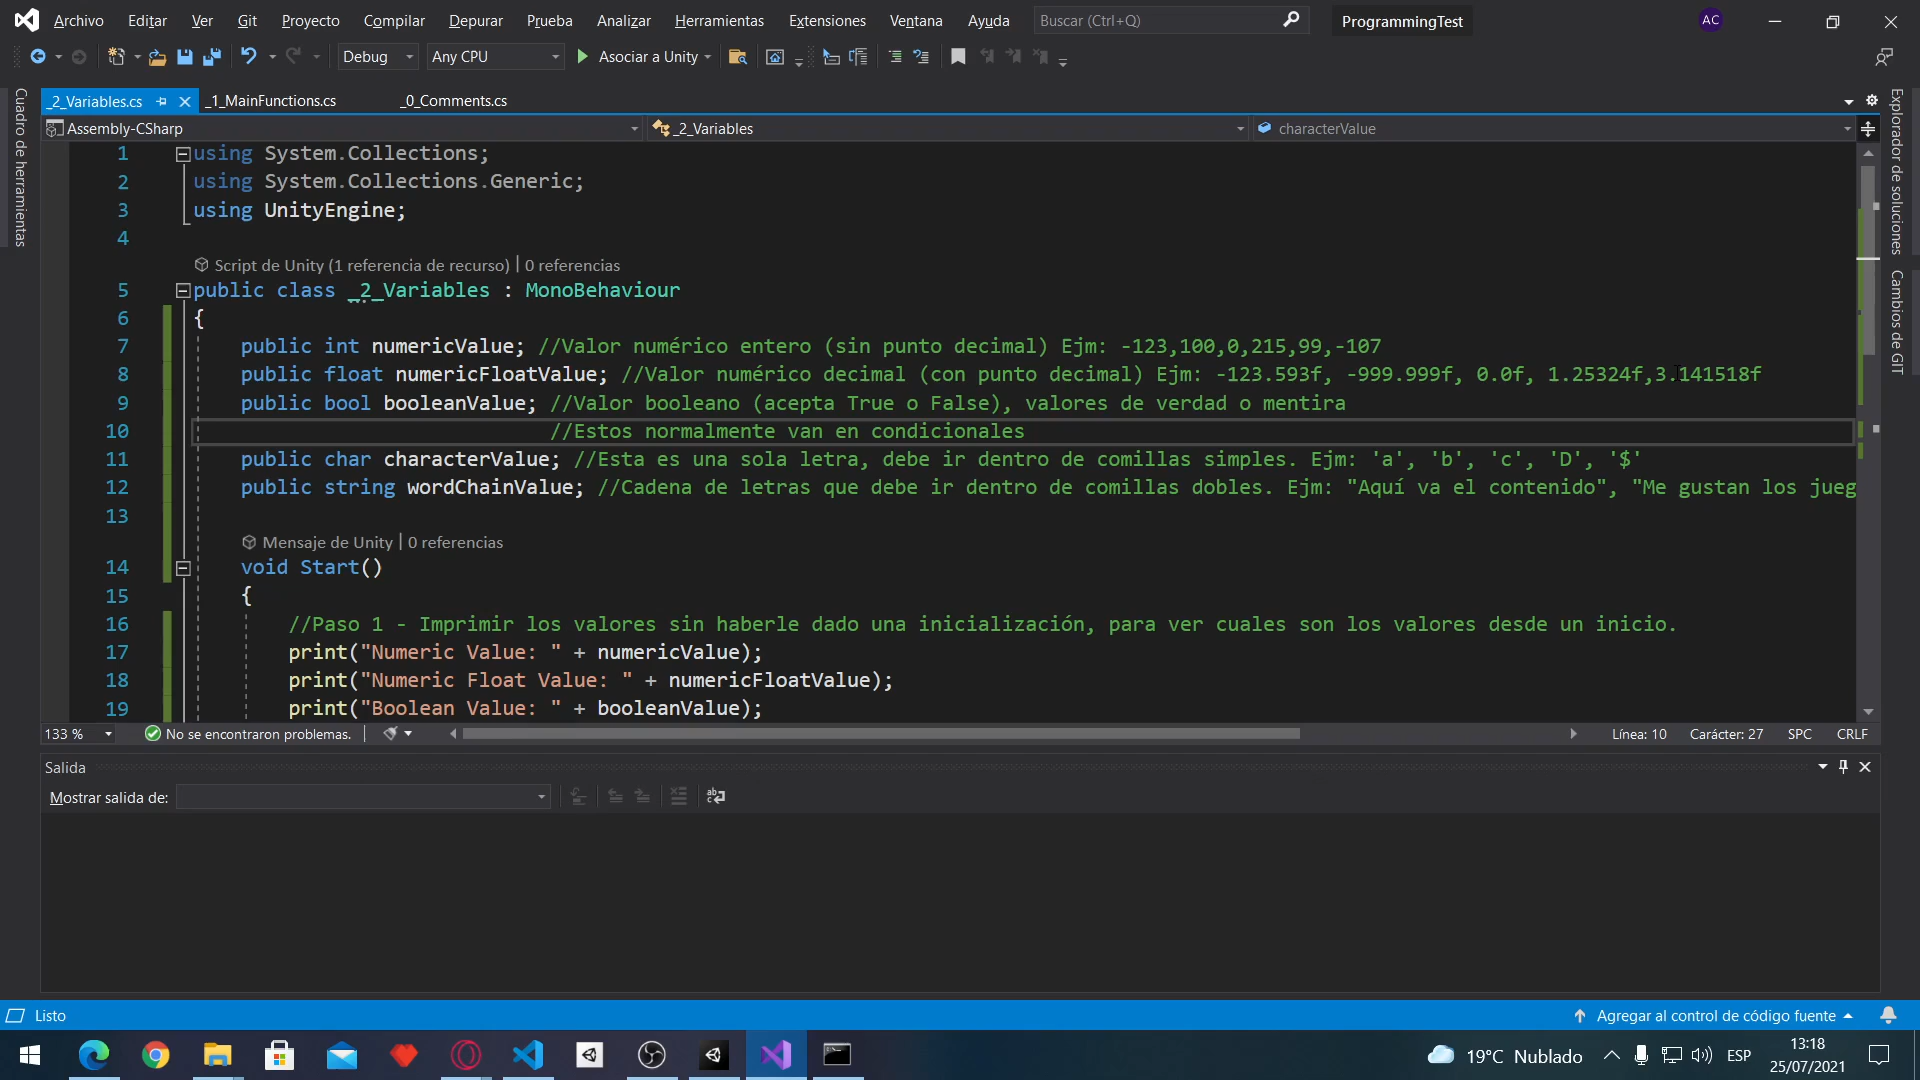 Archivo Editar Ver Git Proyecto Compilar Depurar Prueba Analizar Herramientas Extensiones Ventana Ayuda Buscar (Ctrl+Q) ProgrammingTest AC
Debug Any CPU Asociar a Unity
_2_Variables.cs _1_MainFunctions.cs _0_Comments.cs
Assembly-CSharp _2_Variables characterValue
Cuadro de herramientas
Explorador de soluciones
Cambios de GIT
1 using System.Collections;
2 using System.Collections.Generic;
3 using UnityEngine;
4
Script de Unity (1 referencia de recurso) | 0 referencias
5 public class _2_Variables : MonoBehaviour
6 {
7 public int numericValue; //Valor numérico entero (sin punto decimal) Ejm: -123,100,0,215,99,-107
8 public float numericFloatValue; //Valor numérico decimal (con punto decimal) Ejm: -123.593f, -999.999f, 0.0f, 1.25324f,3.141518f
9 public bool booleanValue; //Valor booleano (acepta True o False), valores de verdad o mentira
10 //Estos normalmente van en condicionales
11 public char characterValue; //Esta es una sola letra, debe ir dentro de comillas simples. Ejm: 'a', 'b', 'c', 'D', '$'
12 public string wordChainValue; //Cadena de letras que debe ir dentro de comillas dobles. Ejm: "Aquí va el contenido", "Me gustan los jueg
13
Mensaje de Unity | 0 referencias
14 void Start()
15 {
16 //Paso 1 - Imprimir los valores sin haberle dado una inicialización, para ver cuales son los valores desde un inicio.
17 print("Numeric Value: " + numericValue);
18 print("Numeric Float Value: " + numericFloatValue);
19 print("Boolean Value: " + booleanValue);
133 % No se encontraron problemas. Línea: 10 Carácter: 27 SPC CRLF
Salida
Mostrar salida de:
Listo Agregar al control de código fuente
19°C Nublado ESP 13:18
25/07/2021